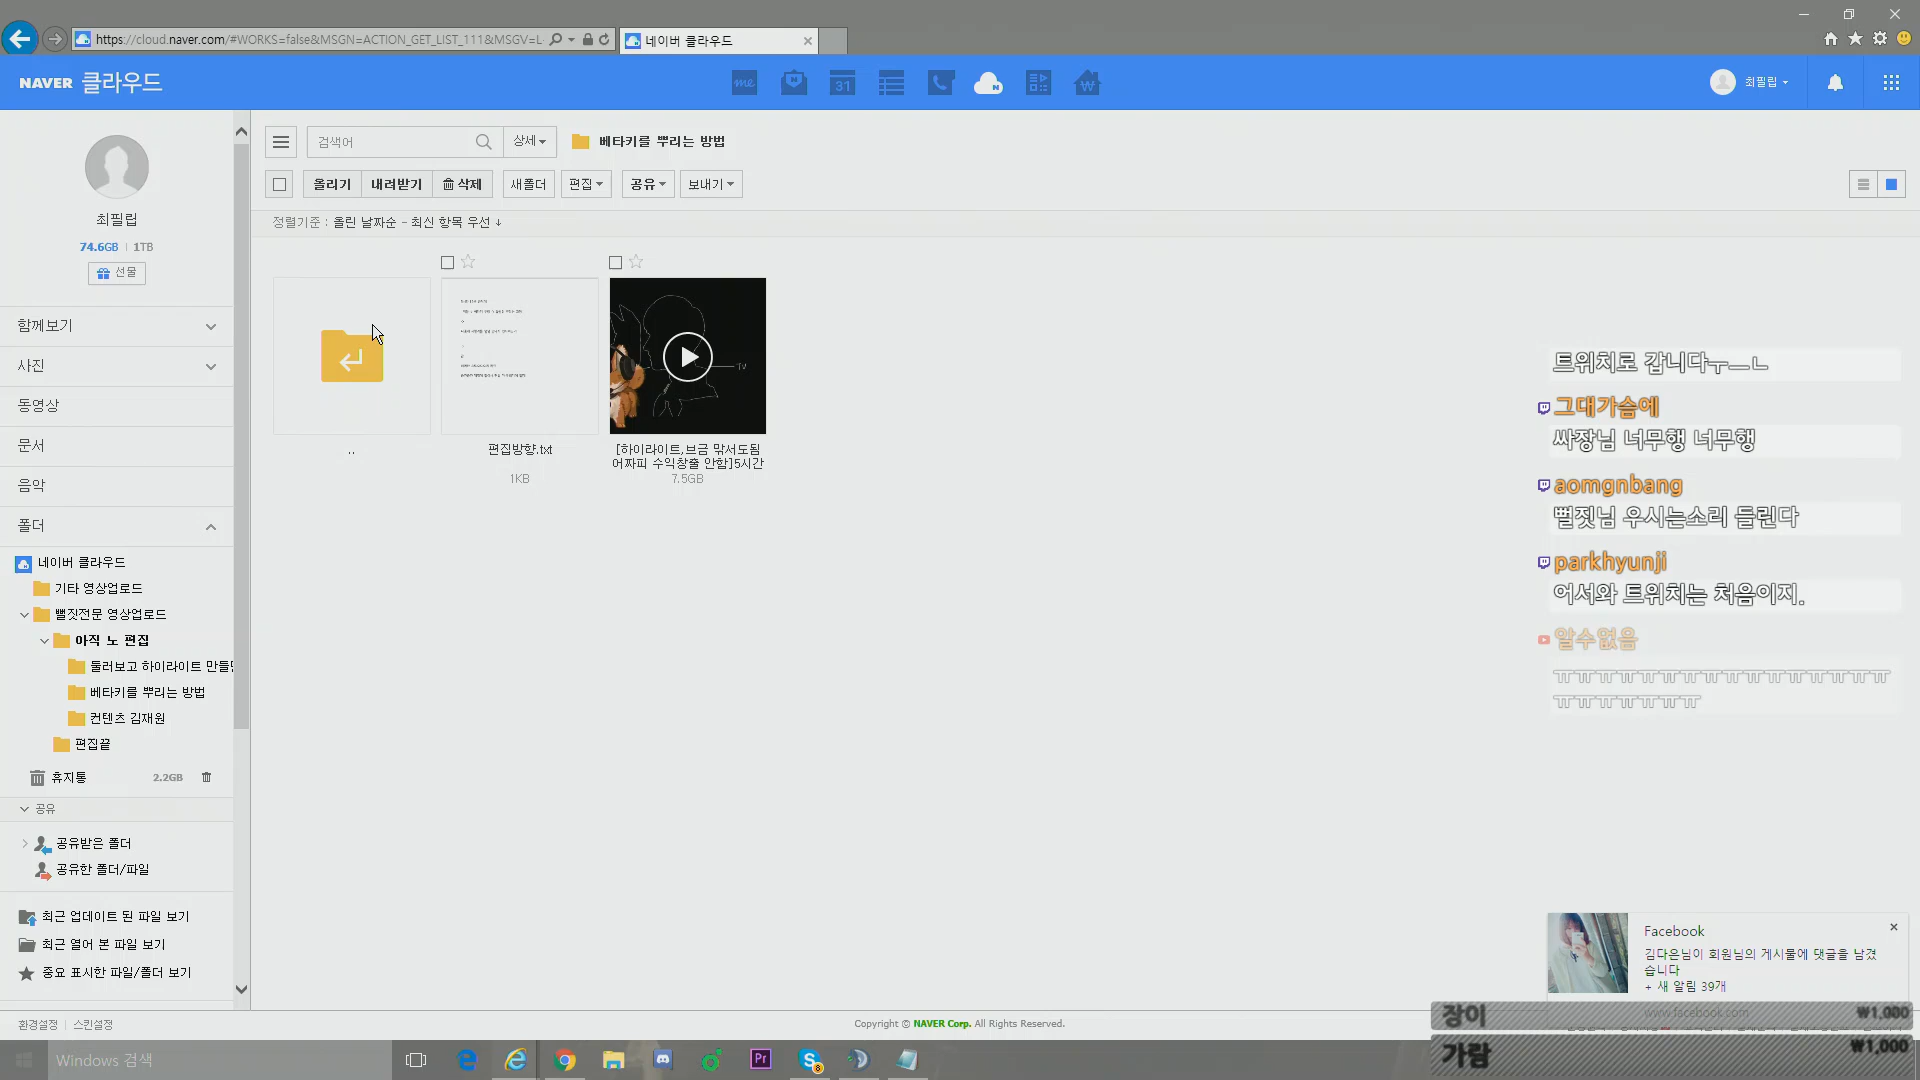 https://cloud.naver.com/#WORKS=false&MSGN=ACTION_GET_LIST_111&MSGV=L
네이버 클라우드
NAVER 클라우드
me
31
최필립
최필립
74.6GB | 1TB
선물
함께보기
사진
동영상
문서
음악
폴더
네이버 클라우드
기타 영상업로드
뻘짓전문 영상업로드
아직 노 편집
둘러보고 하이라이트 만들
베타키를 뿌리는 방법
컨텐츠 김재원
편집끝
휴지통 2.2GB
공유
공유받은 폴더
공유한 폴더/파일
최근 업데이트 된 파일 보기
최근 열어 본 파일 보기
중요 표시한 파일/폴더 보기
환경설정 | 스킨설정
검색어
상세
베타키를 뿌리는 방법
올리기 내려받기 삭제 새폴더 편집 공유 보내기
정렬기준 : 올린 날짜순 - 최신 항목 우선 ↓
..
편집방향.txt
1KB
TV
[하이라이트,브금 맊서도됨
어짜피 수익창출 안함]5시간
7.5GB
트위치로 갑니다ㅜㅡㄴ
그대가슴에
싸장님 너무행 너무행
aomgnbang
뻘짓님 우시는소리 들린다
parkhyunji
어서와 트위치는 처음이지.
알수없음
ㅠㅠㅠㅠㅠㅠㅠㅠㅠㅠㅠㅠㅠㅠㅠㅠ
ㅠㅠㅠㅠㅠㅠㅠ
Facebook
김다은님이 회원님의 게시물에 댓글을 남겼
습니다
+ 새 알림 39개
www.facebook.com
장이 ₩1,000
가람 ₩1,000
Copyright © NAVER Corp. All Rights Reserved.
Windows 검색
Pr
8